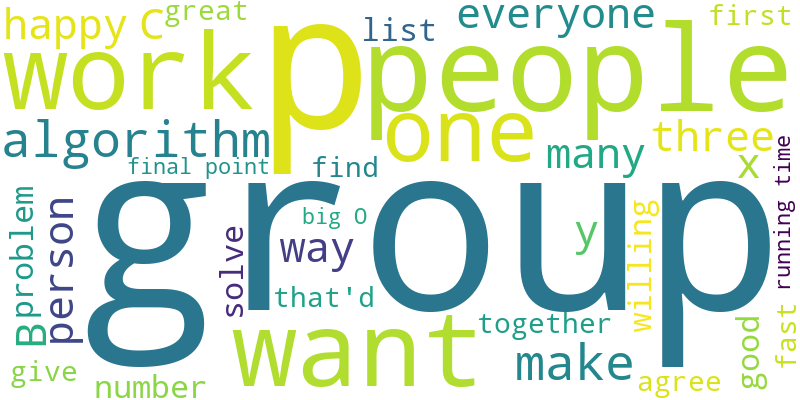 happy
C
great
list
everyone
first
work
p
people
algorithm
one
many
three
final point
find
x
group
problem
person
solve
way
big O
that'd
y
willing
running time
B
want
together
make
good
fast
give
number
agree